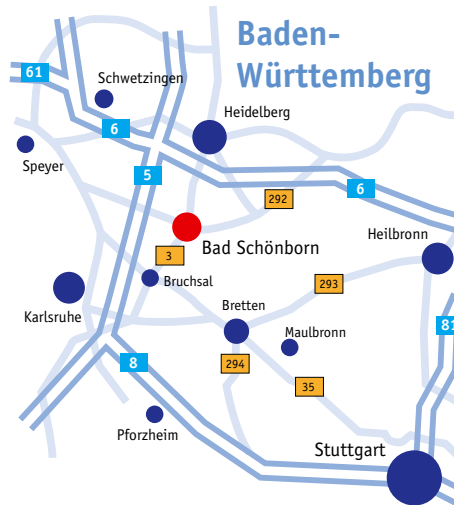 Baden-
Württemberg
61
Schwetzingen
Heidelberg
6
Speyer
5
6
292
Heilbronn
Bad Schönborn
3
Bruchsal
293
Karlsruhe
Bretten
Maulbronn
81
8
294
35
Pforzheim
Stuttgart